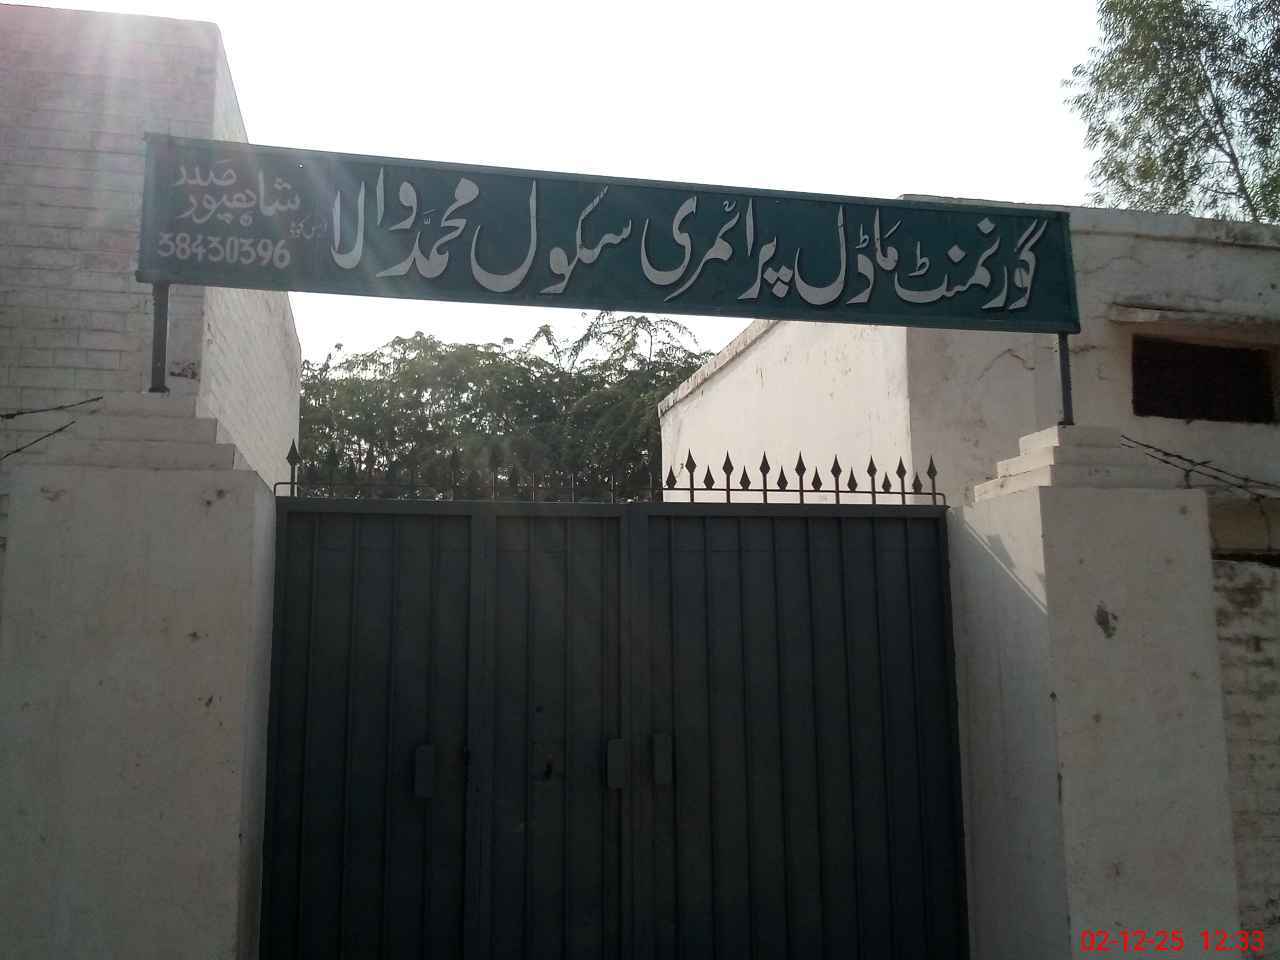 گورنمنٹ ماڈل پرائمری سکول محمدؐ والا
شاہپور صدر
38430396
02-12-25 12:33